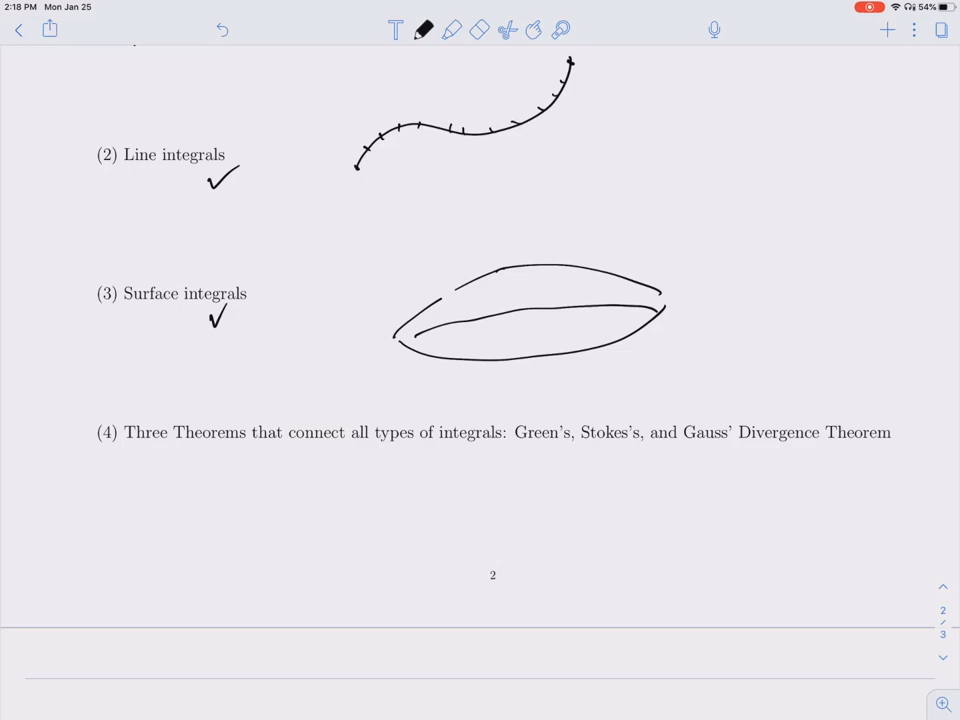 2:18 PM Mon Jan 25
54%
T
(2) Line integrals
(3) Surface integrals
(4) Three Theorems that connect all types of integrals: Green's, Stokes's, and Gauss' Divergence Theorem
2
2
/
3